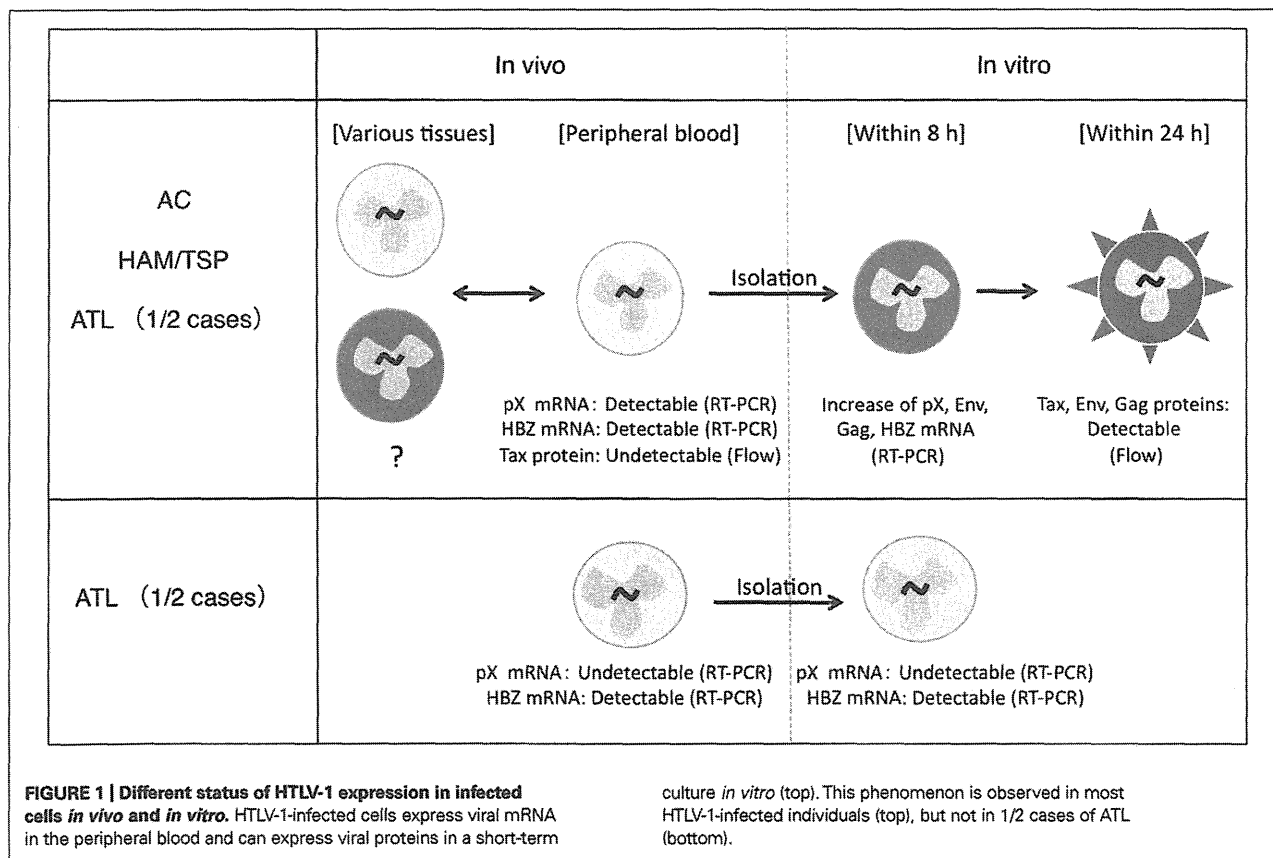 In vivo
In vitro
AC
HAM/TSP
ATL (1/2 cases)
[Various tissues]
[Peripheral blood]
[Within 8 h]
[Within 24 h]
Isolation
?
pX mRNA: Detectable (RT-PCR)
HBZ mRNA: Detectable (RT-PCR)
Tax protein: Undetectable (Flow)
Increase of pX, Env,
Gag, HBZ mRNA
(RT-PCR)
Tax, Env, Gag proteins:
Detectable
(Flow)
ATL (1/2 cases)
Isolation
pX mRNA: Undetectable (RT-PCR)
HBZ mRNA: Detectable (RT-PCR)
pX mRNA: Undetectable (RT-PCR)
HBZ mRNA: Detectable (RT-PCR)
FIGURE 1 | Different status of HTLV-1 expression in infected
cells in vivo and in vitro. HTLV-1-infected cells express viral mRNA
in the peripheral blood and can express viral proteins in a short-term
culture in vitro (top). This phenomenon is observed in most
HTLV-1-infected individuals (top), but not in 1/2 cases of ATL
(bottom).